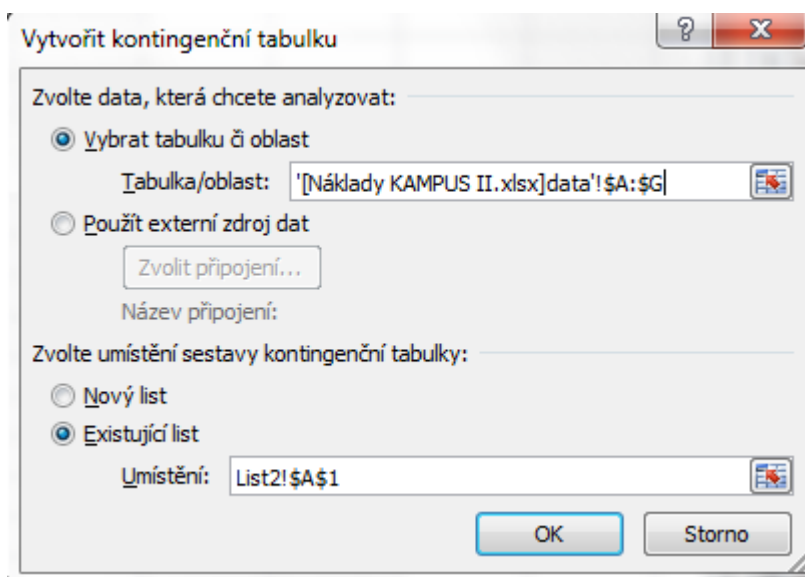 Vytvořit kontingenční tabulku
Zvolte data, která chcete analyzovat:
Vybrat tabulku či oblast
Tabulka/oblast: '[Náklady KAMPUS II.xlsx]data'!$A:$G
Použít externí zdroj dat
Zvolit připojení...
Název připojení:
Zvolte umístění sestavy kontingenční tabulky:
Nový list
Existující list
Umístění: List2!$A$1
OK Storno